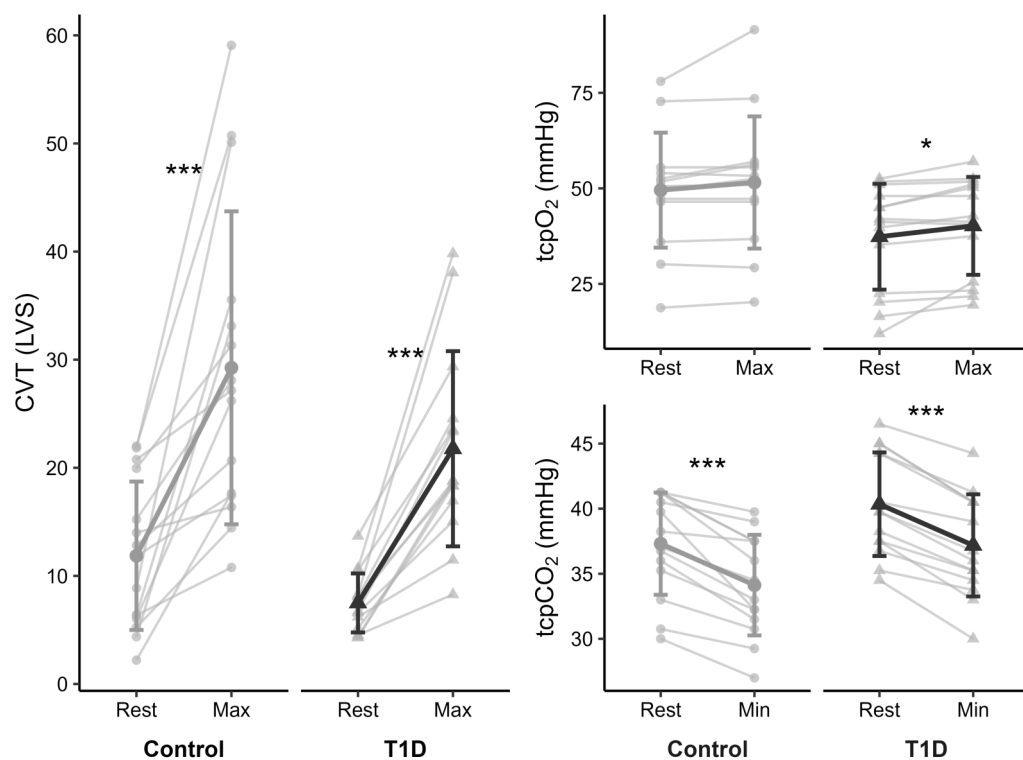 CVT (LVS)
60
50
40
30
20
10
0
***
***
Rest Max Rest Max
Control T1D
tcpO₂ (mmHg)
75
50
25
*
Rest Max Rest Max
tcpCO₂ (mmHg)
45
40
35
30
***
***
Rest Min Rest Min
Control T1D